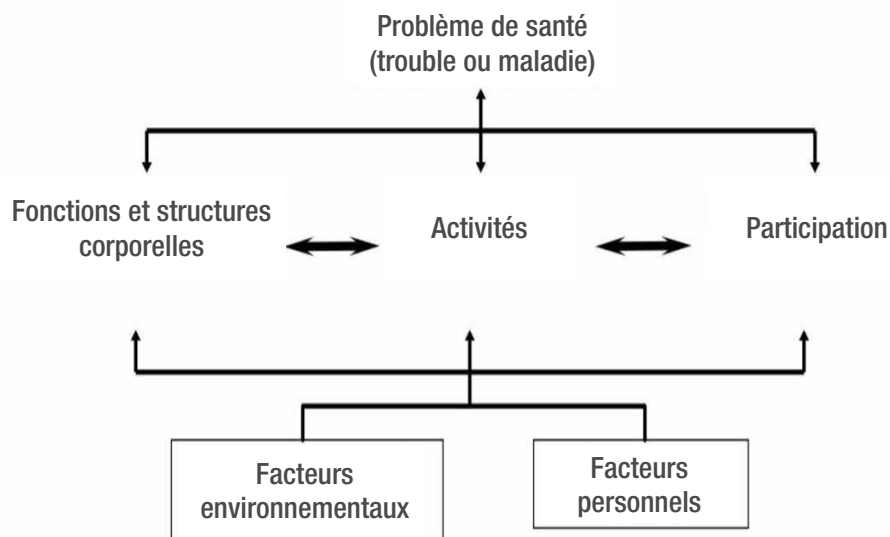 Problème de santé
(trouble ou maladie)
Fonctions et structures
corporelles
Activités
Participation
Facteurs
environnementaux
Facteurs
personnels